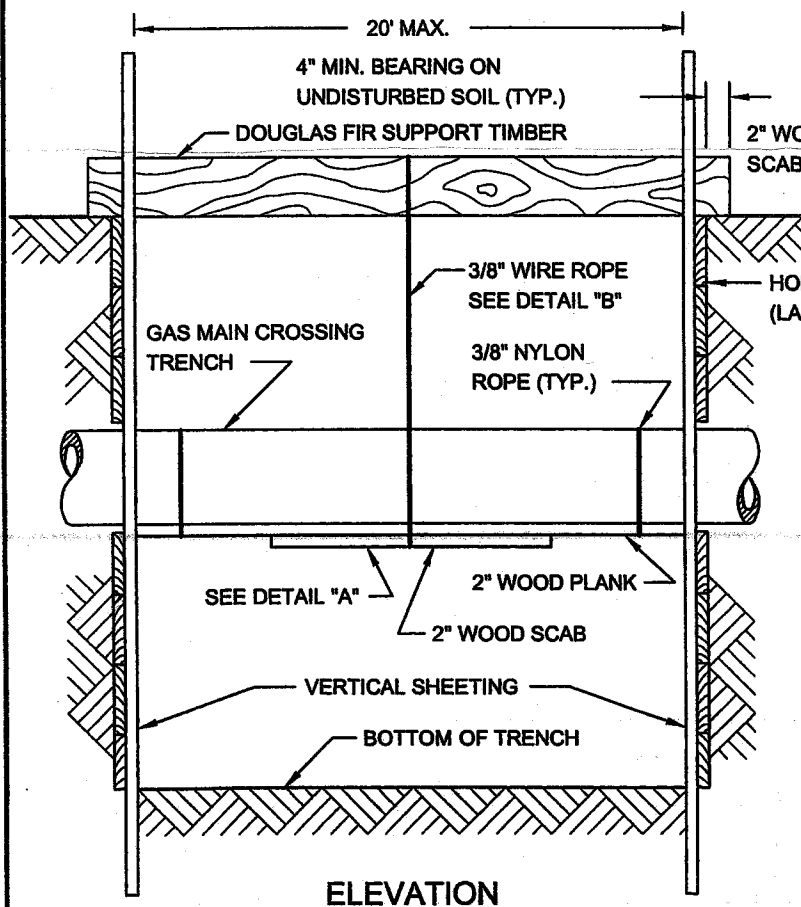 20' MAX.
4" MIN. BEARING ON
UNDISTURBED SOIL (TYP.)
DOUGLAS FIR SUPPORT TIMBER
2"
SCAB
3/8" WIRE ROPE
SEE DETAIL "B"
GAS MAIN CROSSING
TRENCH
3/8" NYLON
ROPE (TYP.)
SEE DETAIL "A"
2" WOOD PLANK
2" WOOD SCAB
VERTICAL SHEETING
BOTTOM OF TRENCH
ELEVATION